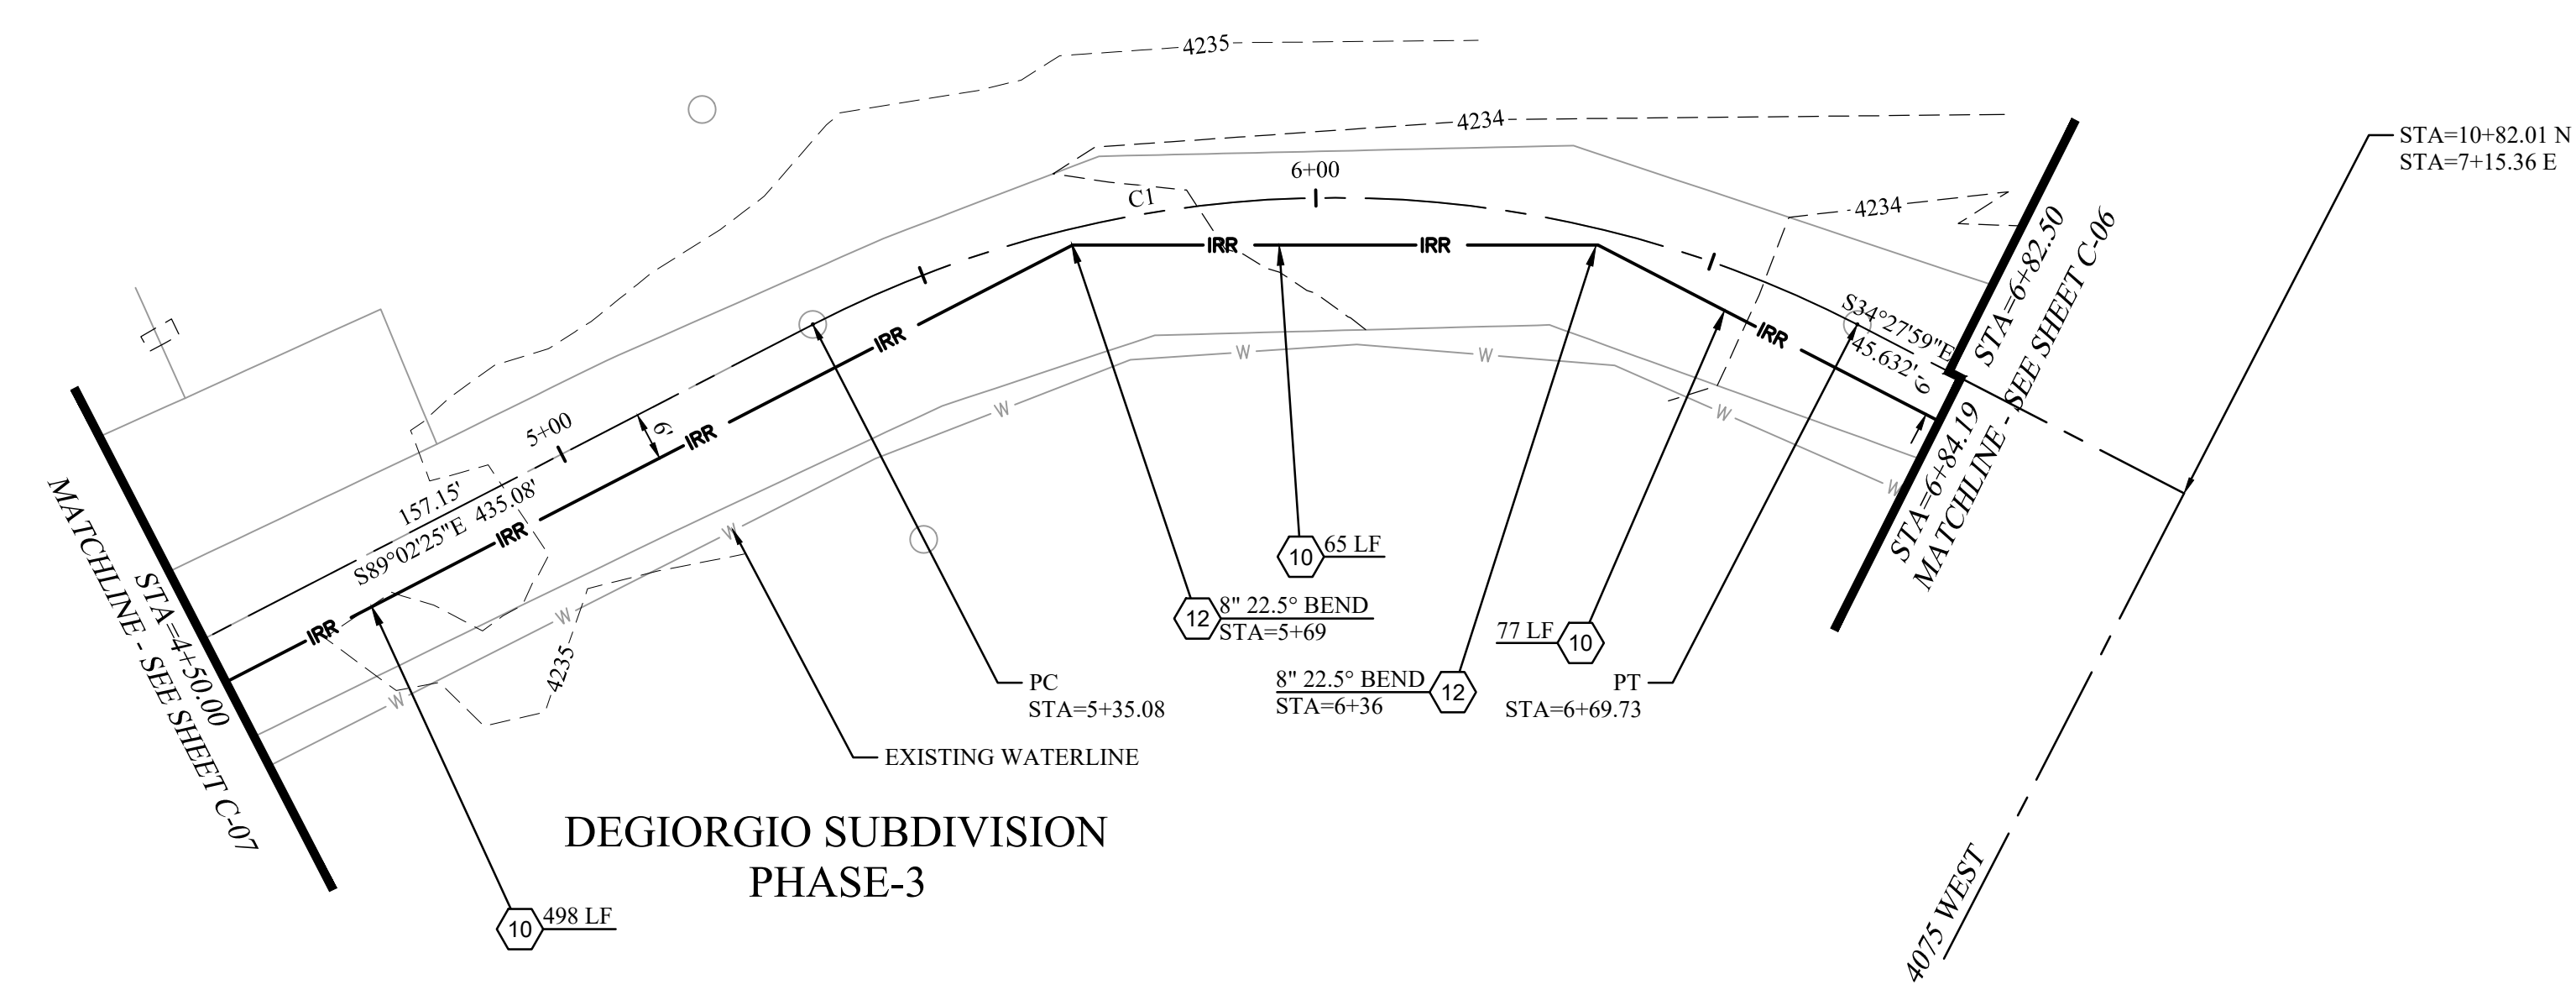 4235
4234
6+00
C1
4234
STA=10+82.01 N
STA=7+15.36 E
STA=6+82.50
MATCHLINE - SEE SHEET C-06
STA=6+84.19
IRR
IRR
IRR
IRR
S34°27'59"E
45.632'
6'
W
W
W
W
W
W
W
W
5+00
6'
IRR
157.15'
S89°02'25"E 435.08'
IRR
IRR
STA=4+50.00
MATCHLINE - SEE SHEET C-07
4235
10 65 LF
12 8" 22.5° BEND
STA=5+69
77 LF 10
8" 22.5° BEND 12
STA=6+36
PC
STA=5+35.08
PT
STA=6+69.73
EXISTING WATERLINE
DEGIORGIO SUBDIVISION
PHASE-3
10 498 LF
4075 WEST